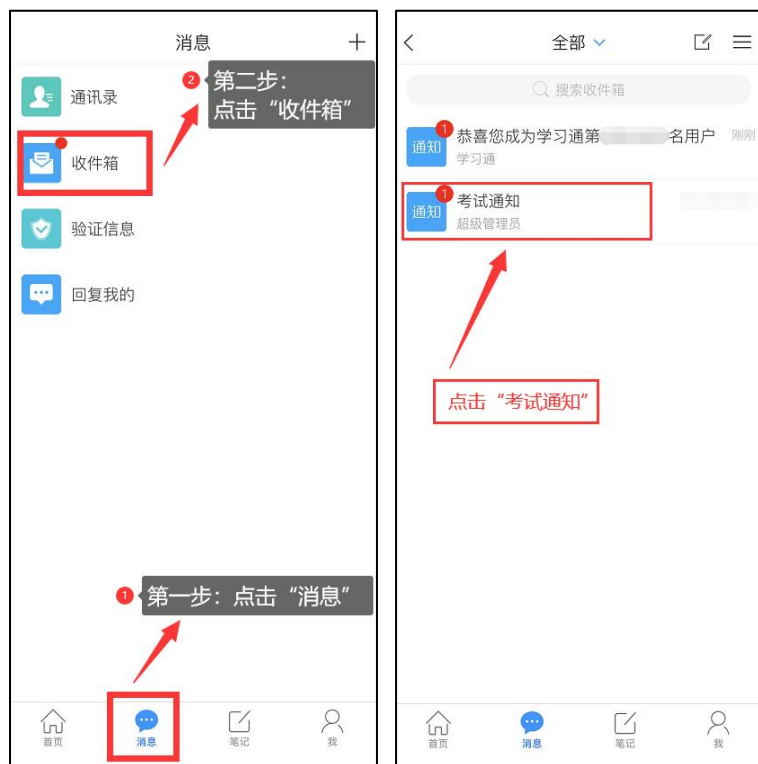 消息
通讯录
2
第二步：
点击“收件箱”
收件箱
验证信息
回复我的
1
第一步：点击“消息”
首页
消息
笔记
我
全部
搜索收件箱
通知
1
恭喜您成为学习通第
名用户
刚刚
学习通
通知
1
考试通知
超级管理员
点击“考试通知”
首页
消息
笔记
我